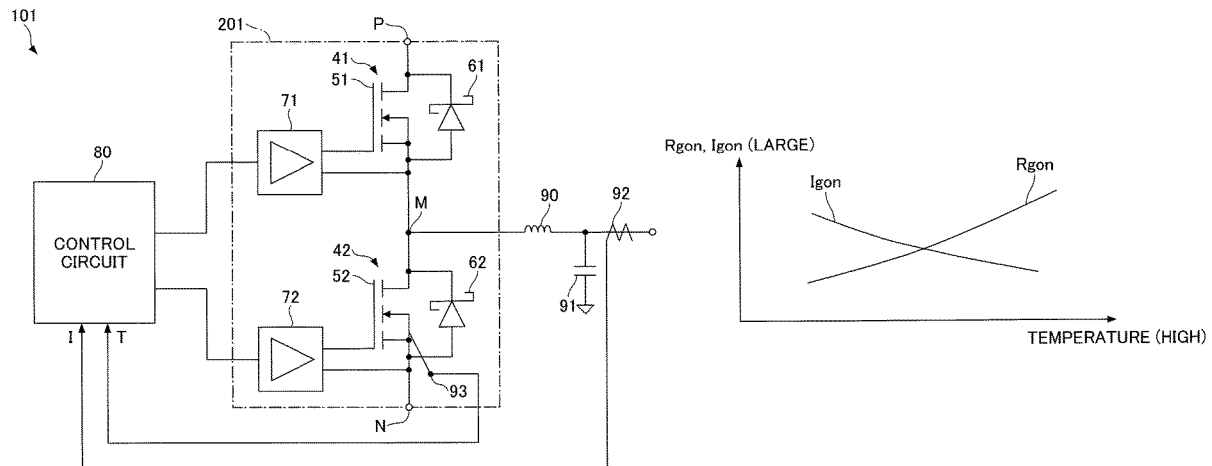 101
201
P
41
51
61
71
80
CONTROL
CIRCUIT
M
90
92
42
52
62
91
72
I
T
93
N
Rgon, Igon (LARGE)
Igon
Rgon
TEMPERATURE (HIGH)